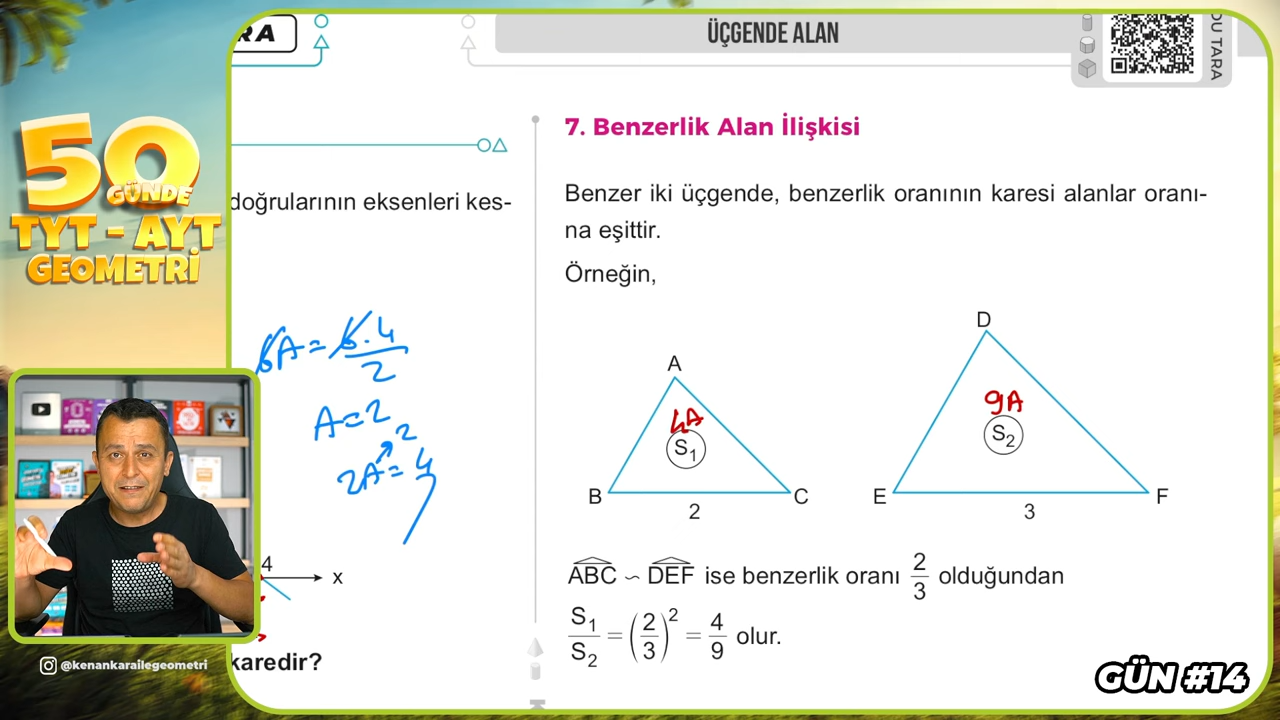 RA
ÜÇGENDE ALAN
DU TARA
50
GÜNDE
TYT - AYT
GEOMETRİ
doğrularının eksenleri kes-
6A = 6.4
2
A=2
2
2A = 4
4
x
karedir?
7. Benzerlik Alan İlişkisi
Benzer iki üçgende, benzerlik oranının karesi alanlar oranı-
na eşittir.
Örneğin,
A
4A
S1
B
C
2
D
9A
S2
E
F
3
ABC ∽ DEF ise benzerlik oranı 2/3 olduğundan
S1/S2 = (2/3)² = 4/9 olur.
@kenankarailegeometri
GÜN #14